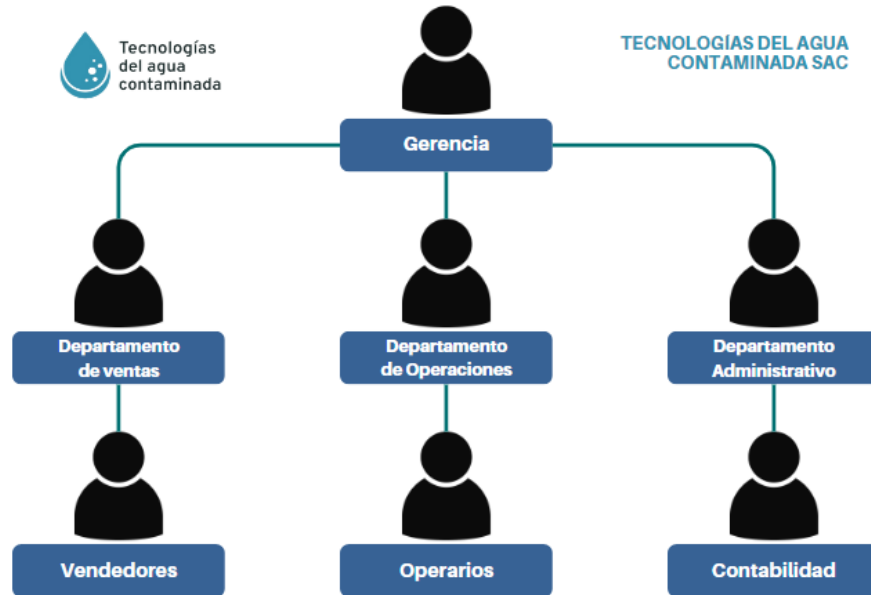 Tecnologías
del agua
contaminada
TECNOLOGÍAS DEL AGUA
CONTAMINADA SAC
Gerencia
Departamento
de ventas
Departamento
de Operaciones
Departamento
Administrativo
Vendedores
Operarios
Contabilidad